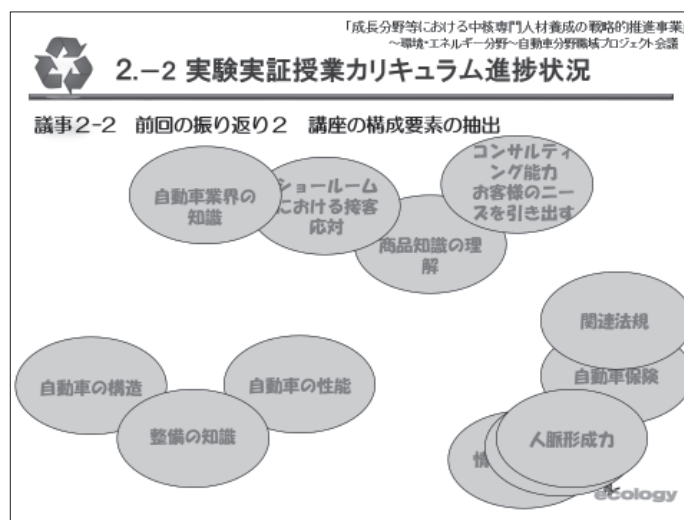 「成長分野等における中核専門人材養成の戦略的推進事業
～環境・エネルギー分野～自動車分野職域プロジェクト会議
2.－2 実験実証授業カリキュラム進捗状況
議事2-2　前回の振り返り2　講座の構成要素の抽出
自動車業界の
知識
ショールーム
における接客
応対
商品知識の理
解
コンサルティ
ング能力
お客様のニー
ズを引き出す
関連法規
自動車保険
自動車の構造
整備の知識
自動車の性能
人脈形成力
情
ecology